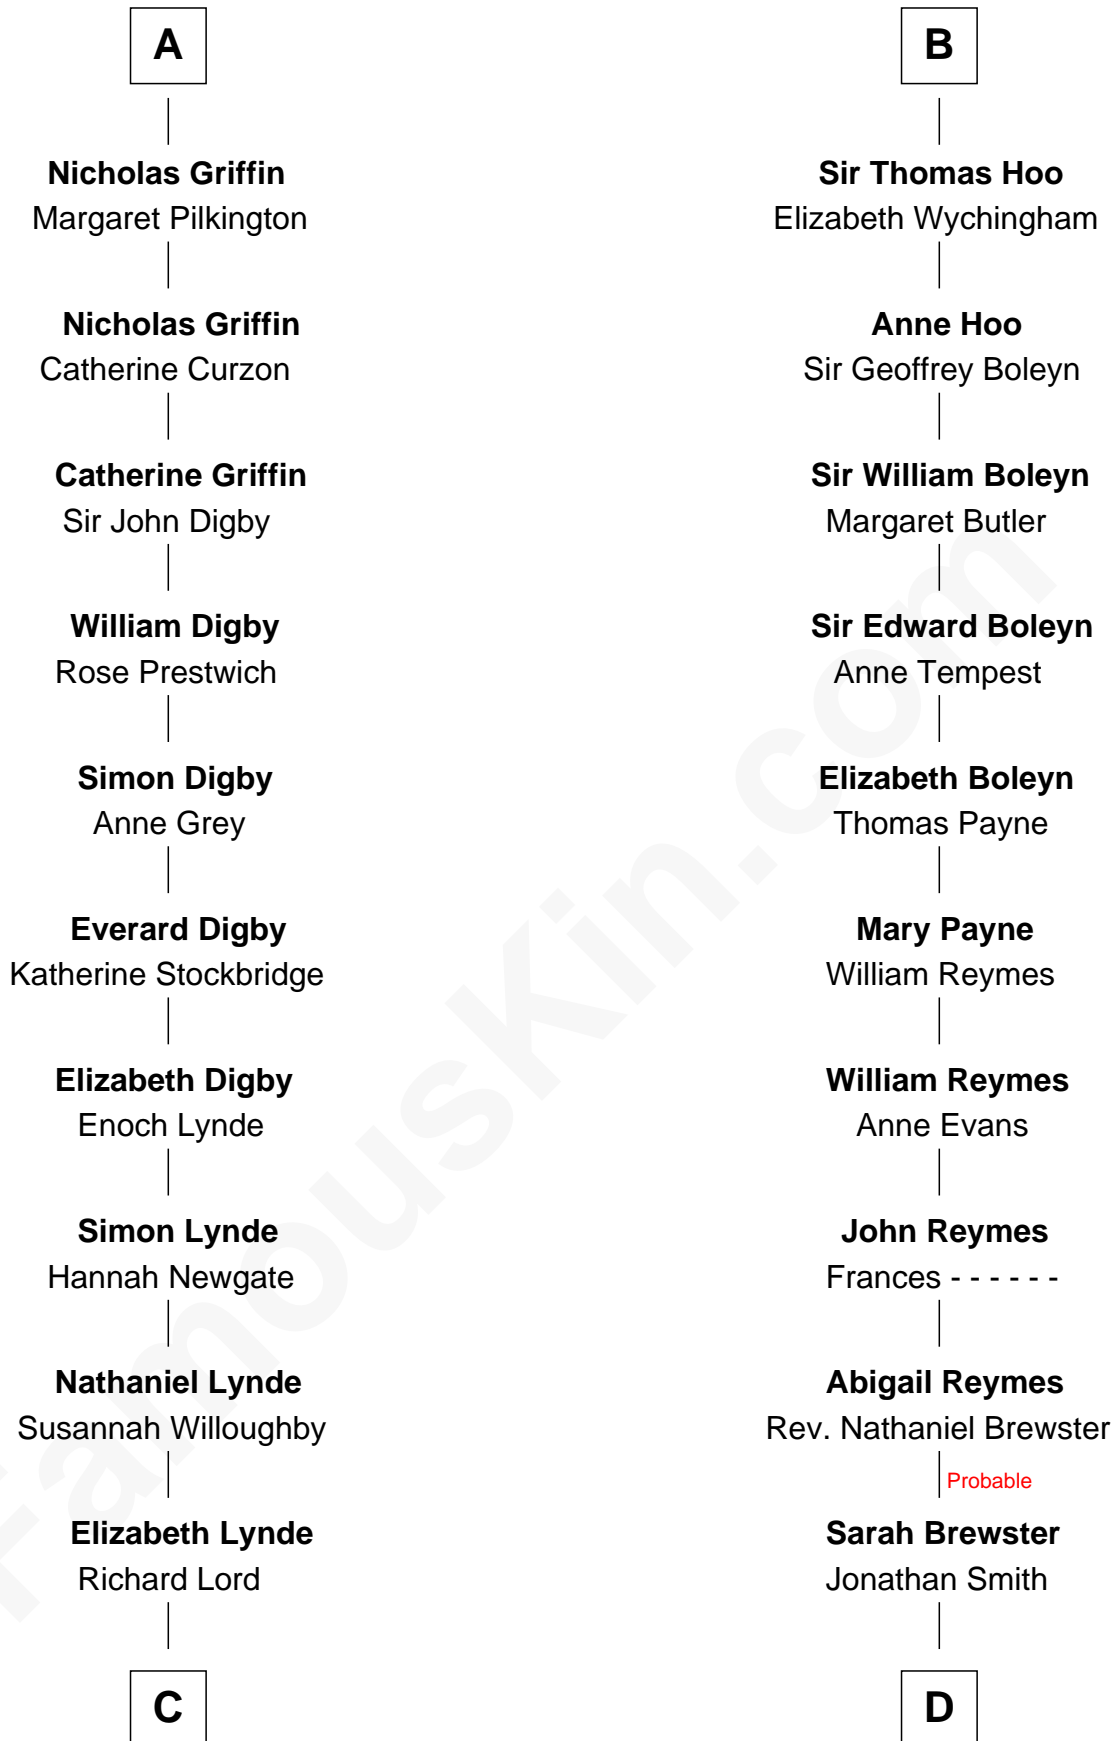 A
Nicholas Griffin
Margaret Pilkington
Nicholas Griffin
Catherine Curzon
Catherine Griffin
Sir John Digby
William Digby
Rose Prestwich
Simon Digby
Anne Grey
Everard Digby
Katherine Stockbridge
Elizabeth Digby
Enoch Lynde
Simon Lynde
Hannah Newgate
Nathaniel Lynde
Susannah Willoughby
Elizabeth Lynde
Richard Lord
C
B
Sir Thomas Hoo
Elizabeth Wychingham
Anne Hoo
Sir Geoffrey Boleyn
Sir William Boleyn
Margaret Butler
Sir Edward Boleyn
Anne Tempest
Elizabeth Boleyn
Thomas Payne
Mary Payne
William Reymes
William Reymes
Anne Evans
John Reymes
Frances - - - - - -
Abigail Reymes
Rev. Nathaniel Brewster
Probable
Sarah Brewster
Jonathan Smith
D
FamousKin.com